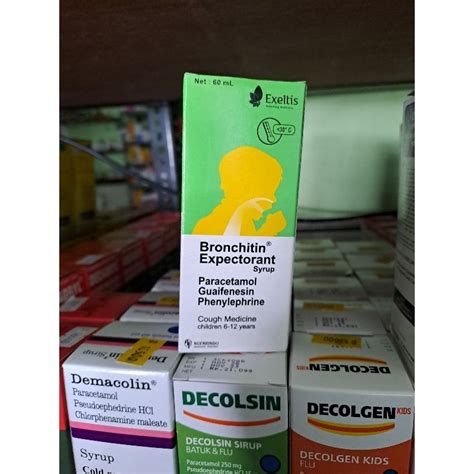 Net : 60 mL
Exeltis
<30° C
Bronchitin®
Expectorant
Syrup
Paracetamol
Guaifenesin
Phenylephrine
Cough Medicine
children 6-12 years
Demacolin®
Paracetamol
Pseudoephedrine HCl
Chlorphenamine maleate
Syrup
DECOLSIN
DECOLSIN SIRUP
BATUK & FLU
Paracetamol 250 mg
DECOLGEN KIDS
DECOLGEN KIDS
FLU